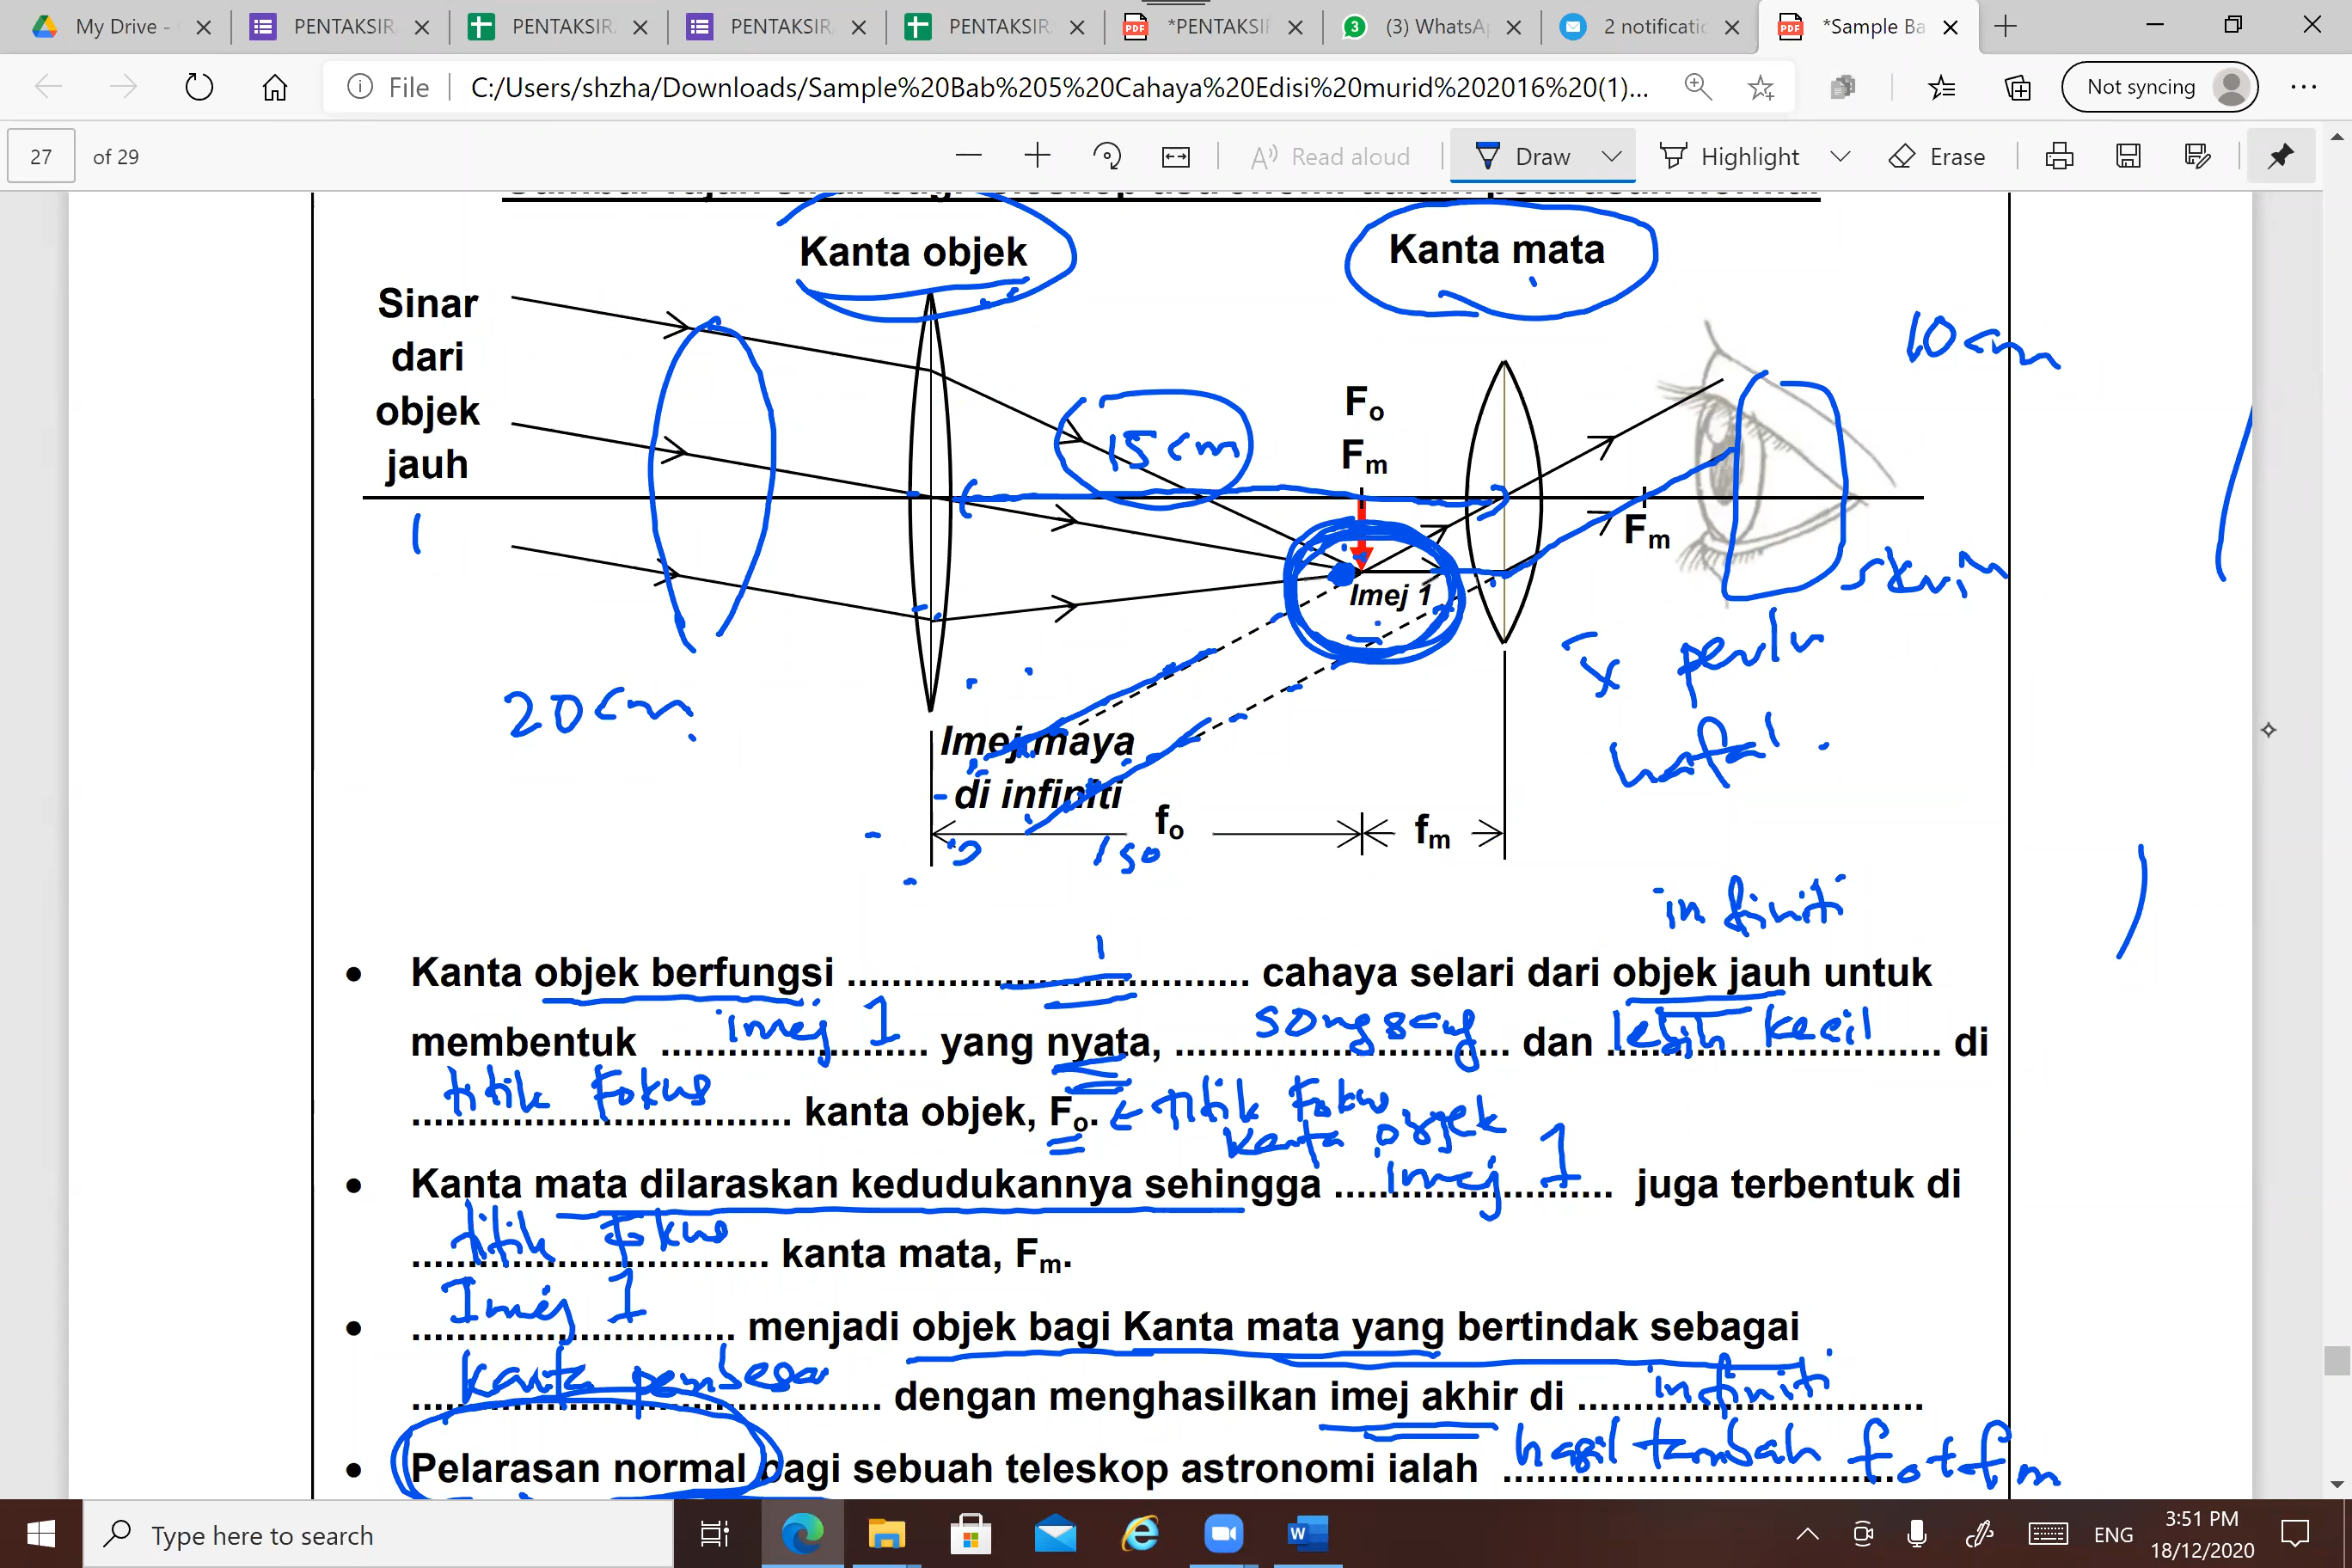 My Drive -
PENTAKSIR
PENTAKSIR
PENTAKSIR
PENTAKSIR
*PENTAKSI
(3) WhatsA
2 notificatio
*Sample Ba
File
C:/Users/shzha/Downloads/Sample%20Bab%205%20Cahaya%20Edisi%20murid%202016%20(1)...
Not syncing
27 of 29
Read aloud
Draw
Highlight
Erase
Kanta objek
Kanta mata
Sinar
dari
objek
jauh
10cm
15cm
Fo
Fm
Fm
Imej 1
20cm
x perlu
hafal.
Imej maya
di infiniti
fo
fm
150
infiniti
Kanta objek berfungsi .................................... cahaya selari dari objek jauh untuk
membentuk imej 1 yang nyata, songsang dan lebih kecil di
titik fokus kanta objek, Fo. ← titik fokus
kanta objek
Kanta mata dilaraskan kedudukannya sehingga imej 1 juga terbentuk di
titik fokus kanta mata, Fm.
Imej 1 menjadi objek bagi Kanta mata yang bertindak sebagai
kanta pembesar dengan menghasilkan imej akhir di infiniti
Pelarasan normal bagi sebuah teleskop astronomi ialah hasil tambah fo+fm
Type here to search
ENG
3:51 PM
18/12/2020